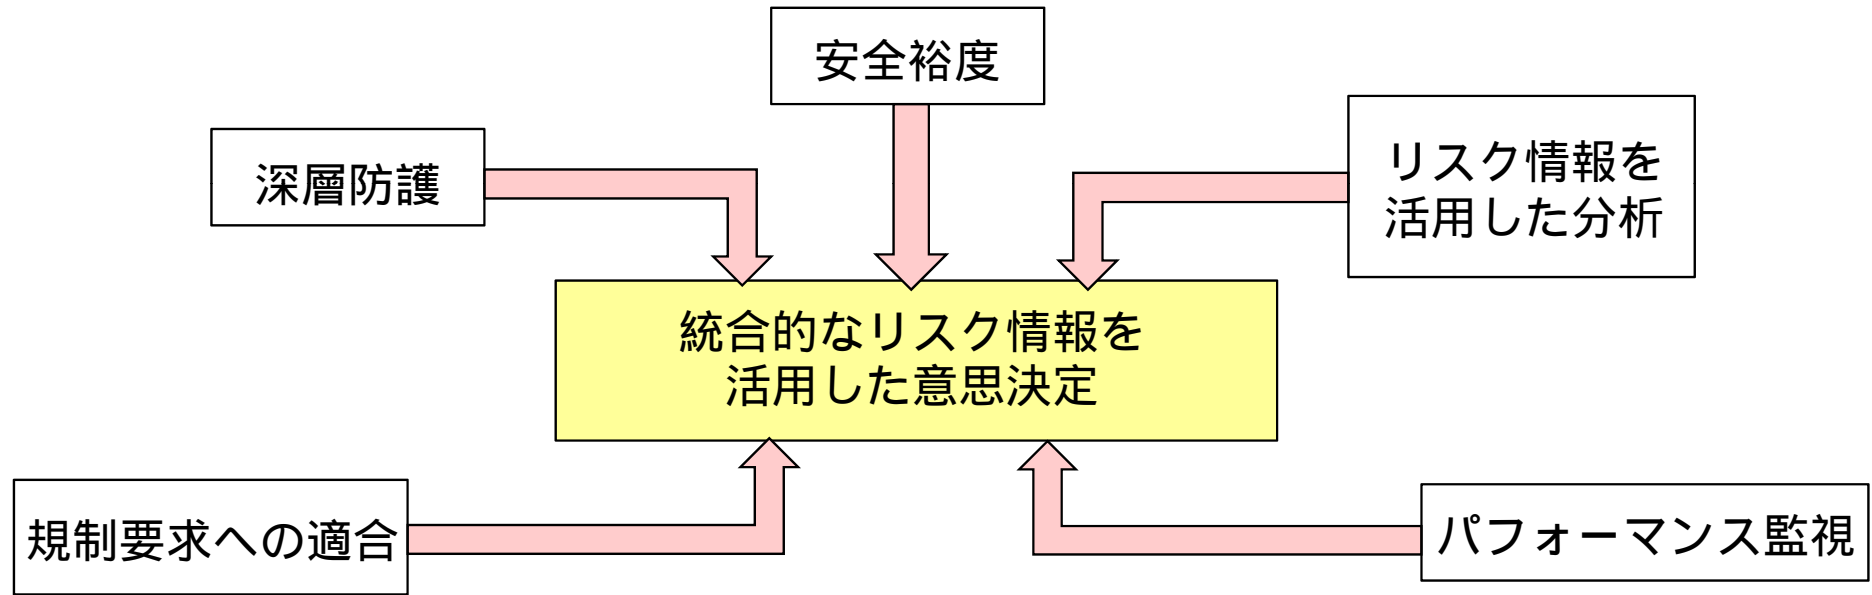 安全裕度
深層防護
リスク情報を
活用した分析
統合的なリスク情報を
活用した意思決定
規制要求への適合
パフォーマンス監視